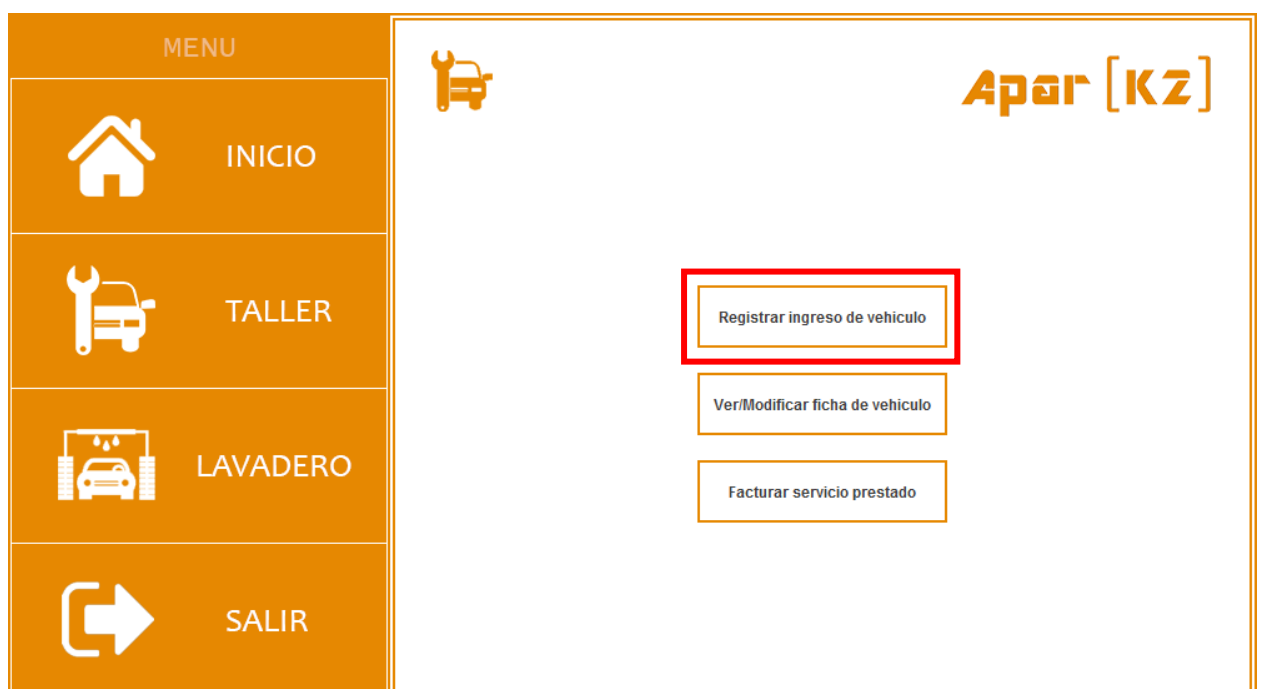 MENU
Apar [KZ]
INICIO
TALLER
Registrar ingreso de vehiculo
Ver/Modificar ficha de vehiculo
LAVADERO
Facturar servicio prestado
SALIR